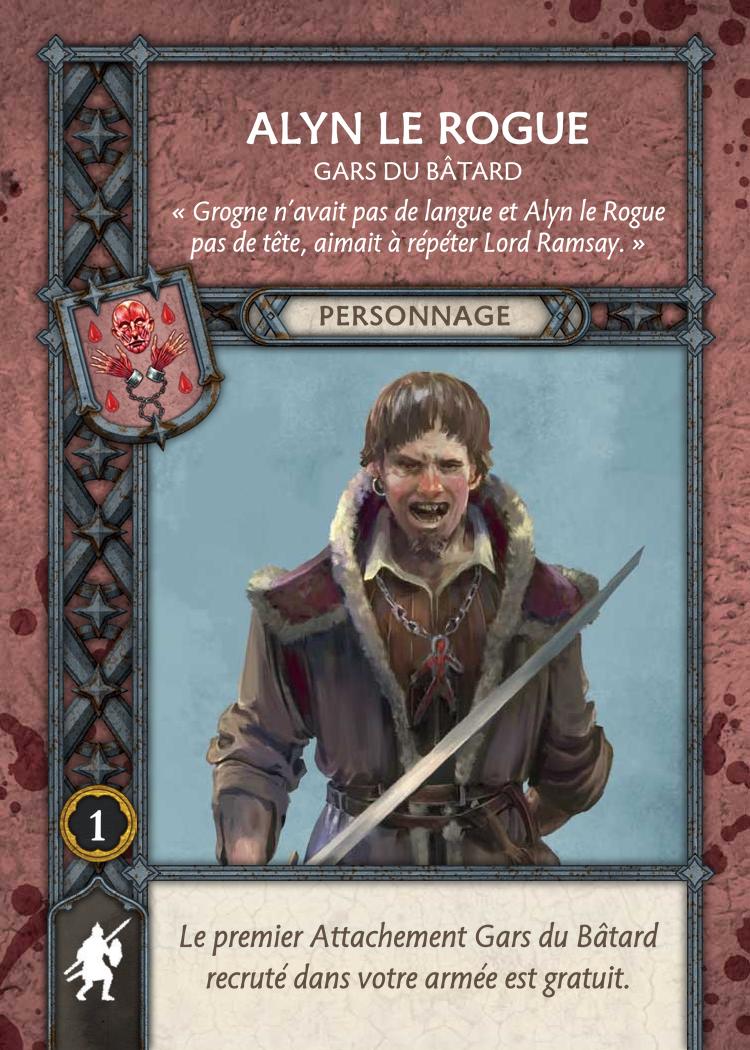 ALYN LE ROGUE
GARS DU BÂTARD
« Grogne n'avait pas de langue et Alyn le Rogue
pas de tête, aimait à répéter Lord Ramsay. »
PERSONNAGE
1
Le premier Attachement Gars du Bâtard
recruté dans votre armée est gratuit.